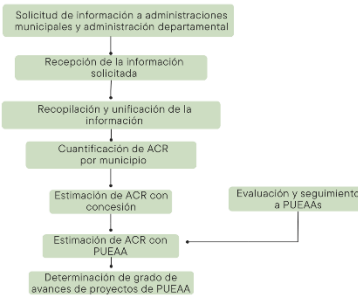 Solicitud de información a administraciones
municipales y administración departamental
Recepción de la información
solicitada
Recopilación y unificación de la
información
Cuantificación de ACR
por municipio
Estimación de ACR con
concesión
Evaluación y seguimiento
a PUEAAs
Estimación de ACR con
PUEAA
Determinación de grado de
avances de proyectos de PUEAA